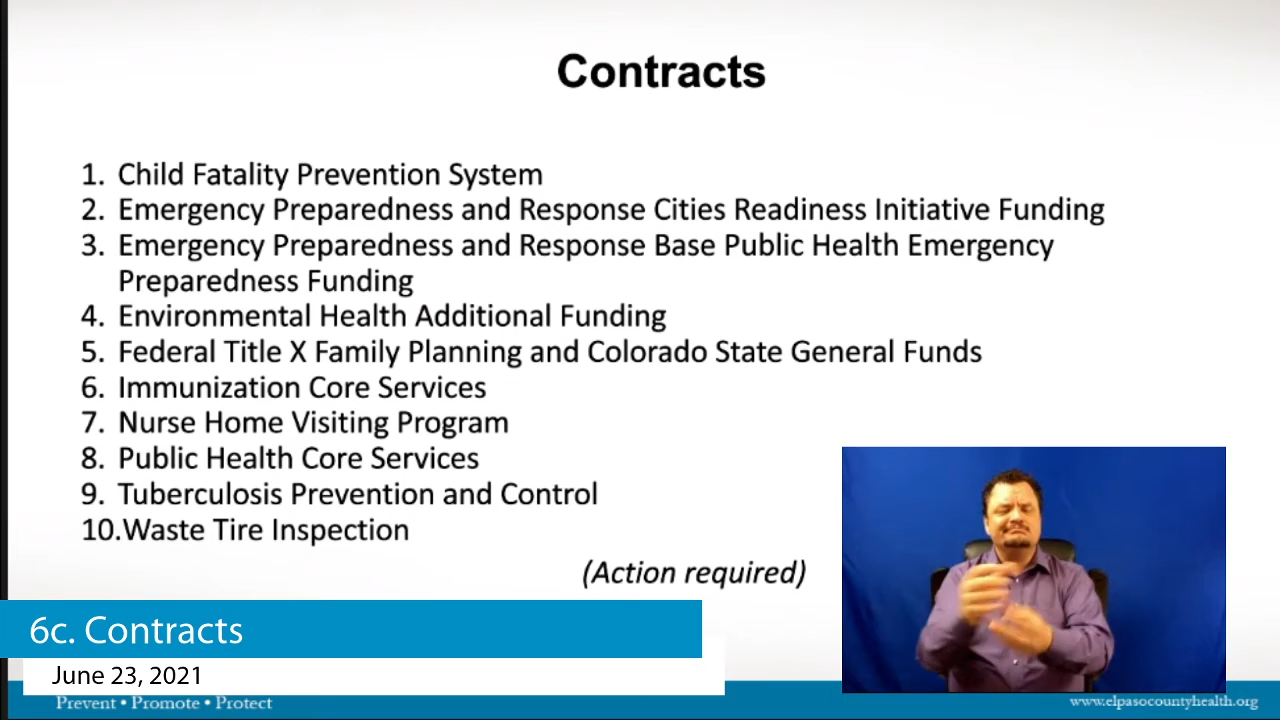 Contracts
1. Child Fatality Prevention System
2. Emergency Preparedness and Response Cities Readiness Initiative Funding
3. Emergency Preparedness and Response Base Public Health Emergency
Preparedness Funding
4. Environmental Health Additional Funding
5. Federal Title X Family Planning and Colorado State General Funds
6. Immunization Core Services
7. Nurse Home Visiting Program
8. Public Health Core Services
9. Tuberculosis Prevention and Control
10.Waste Tire Inspection
(Action required)
6c. Contracts
June 23, 2021
Prevent • Promote • Protect
www.elpasocountyhealth.org